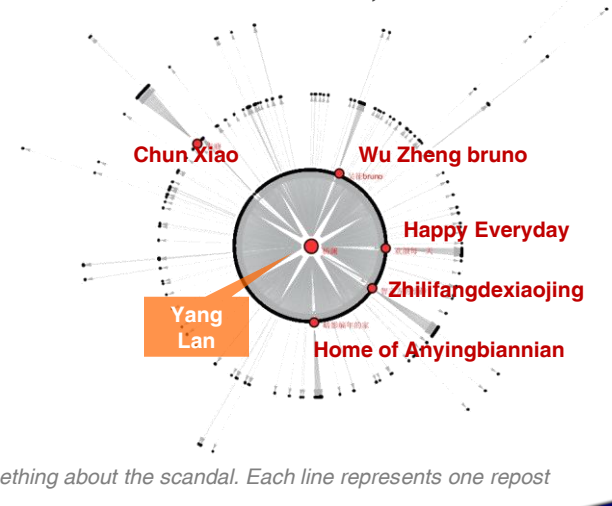 Chun Xiao
Wu Zheng bruno
bruno
Happy Everyday
Zhilifangdexiaojing
Yang
Lan
Home of Anyingbiannian
ething about the scandal. Each line represents one repost